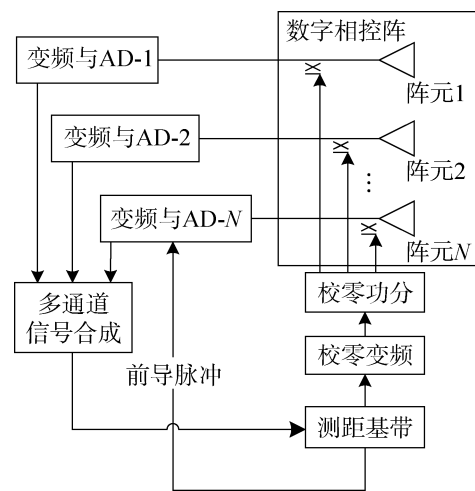 数字相控阵
变频与AD-1
阵元1
变频与AD-2
阵元2
…
变频与AD-N
阵元N
校零功分
多通道
信号合成
校零变频
前导脉冲
测距基带